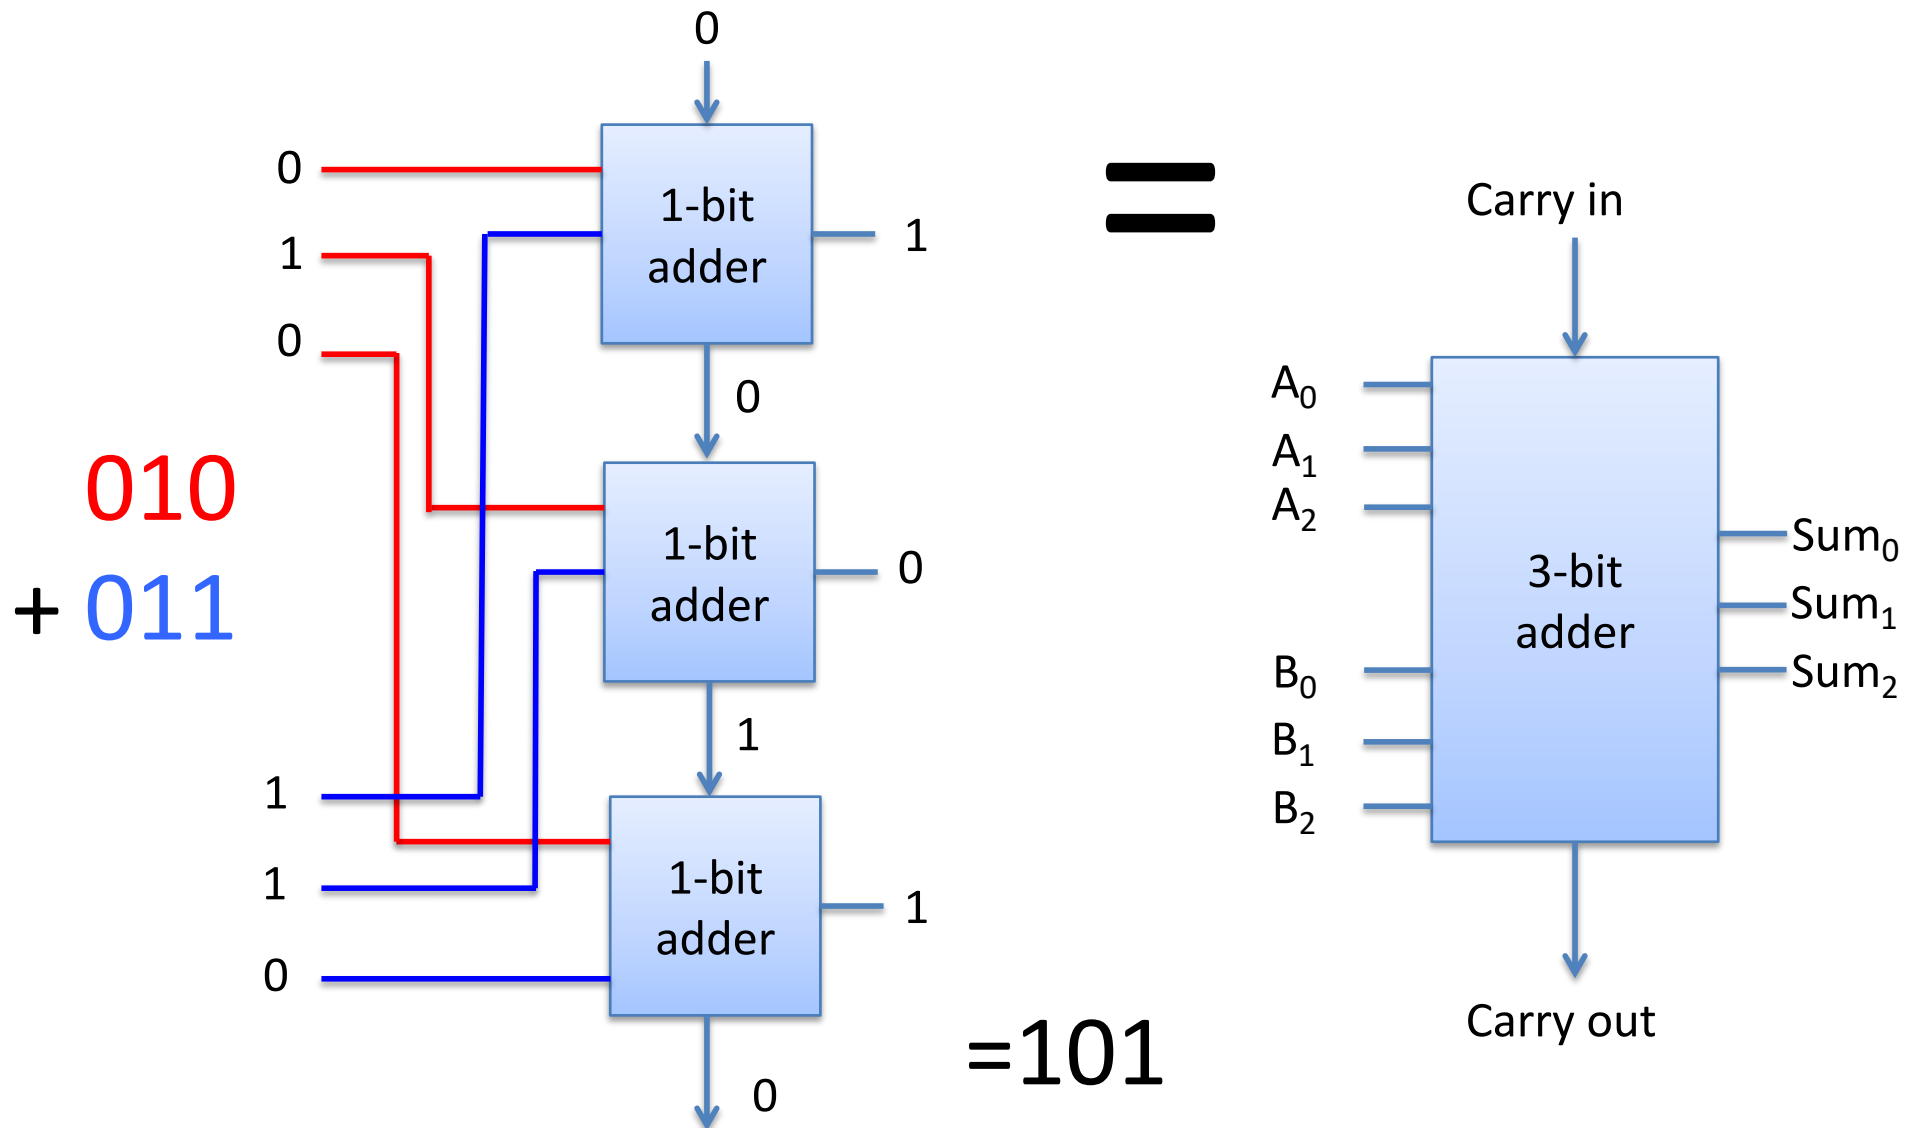 0
0
1
0
1-bit
adder
1
0
010
+ 011
1-bit
adder
0
1
1
1
0
1-bit
adder
1
0
=101
=
Carry in
A₀
A₁
A₂
B₀
B₁
B₂
3-bit
adder
Sum₀
Sum₁
Sum₂
Carry out